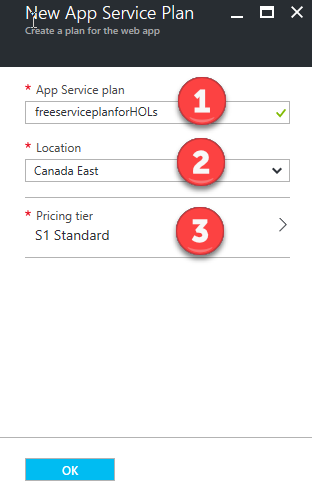 New App Service Plan
Create a plan for the web app
* App Service plan
freeserviceplanforHOLs
1
* Location
2
Canada East
* Pricing tier
S1 Standard
3
OK